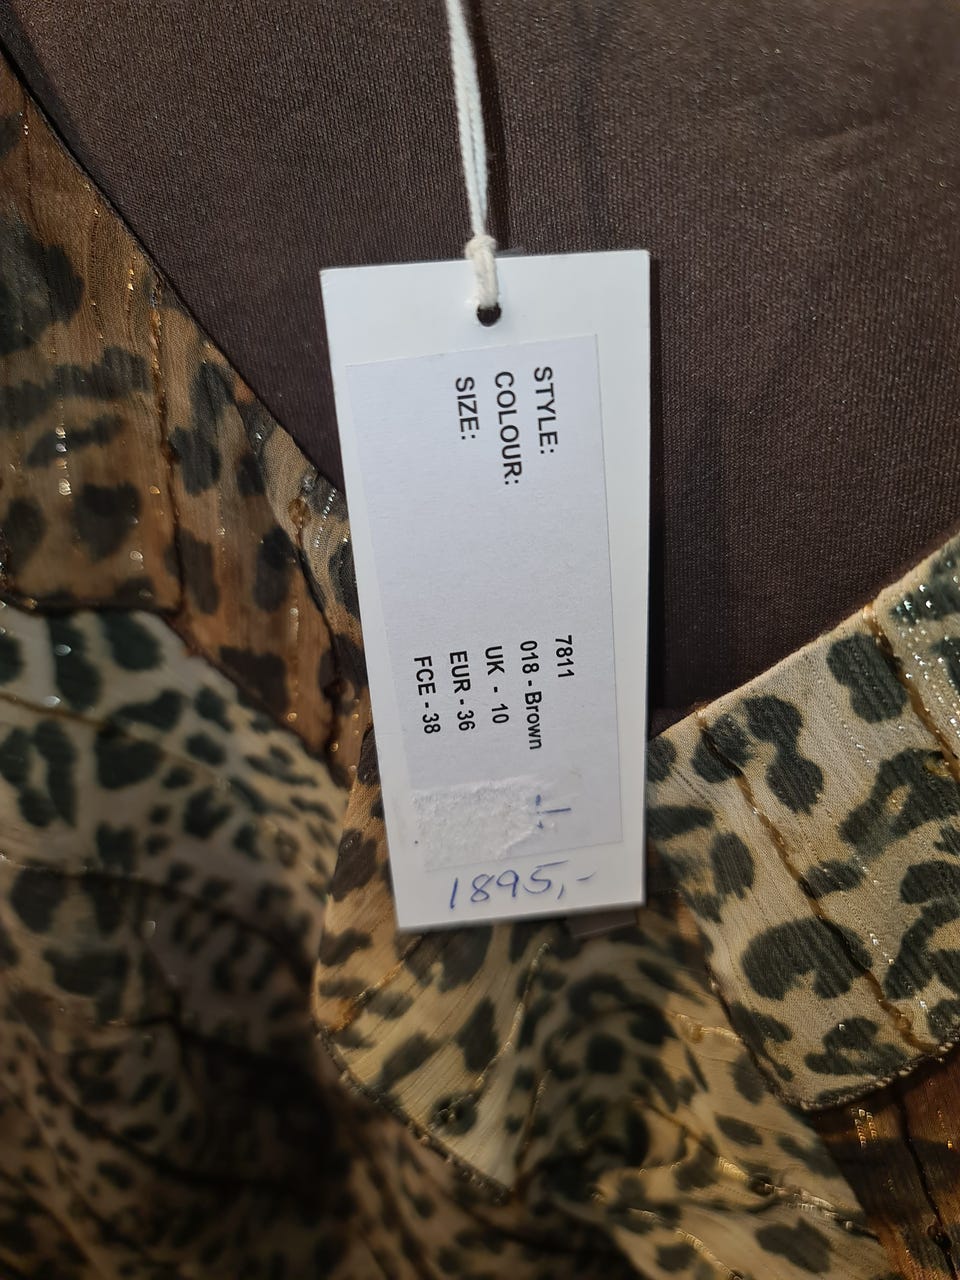 STYLE: 7811
COLOUR: 018 - Brown
SIZE: UK - 10
EUR - 36
FCE - 38
1895,-